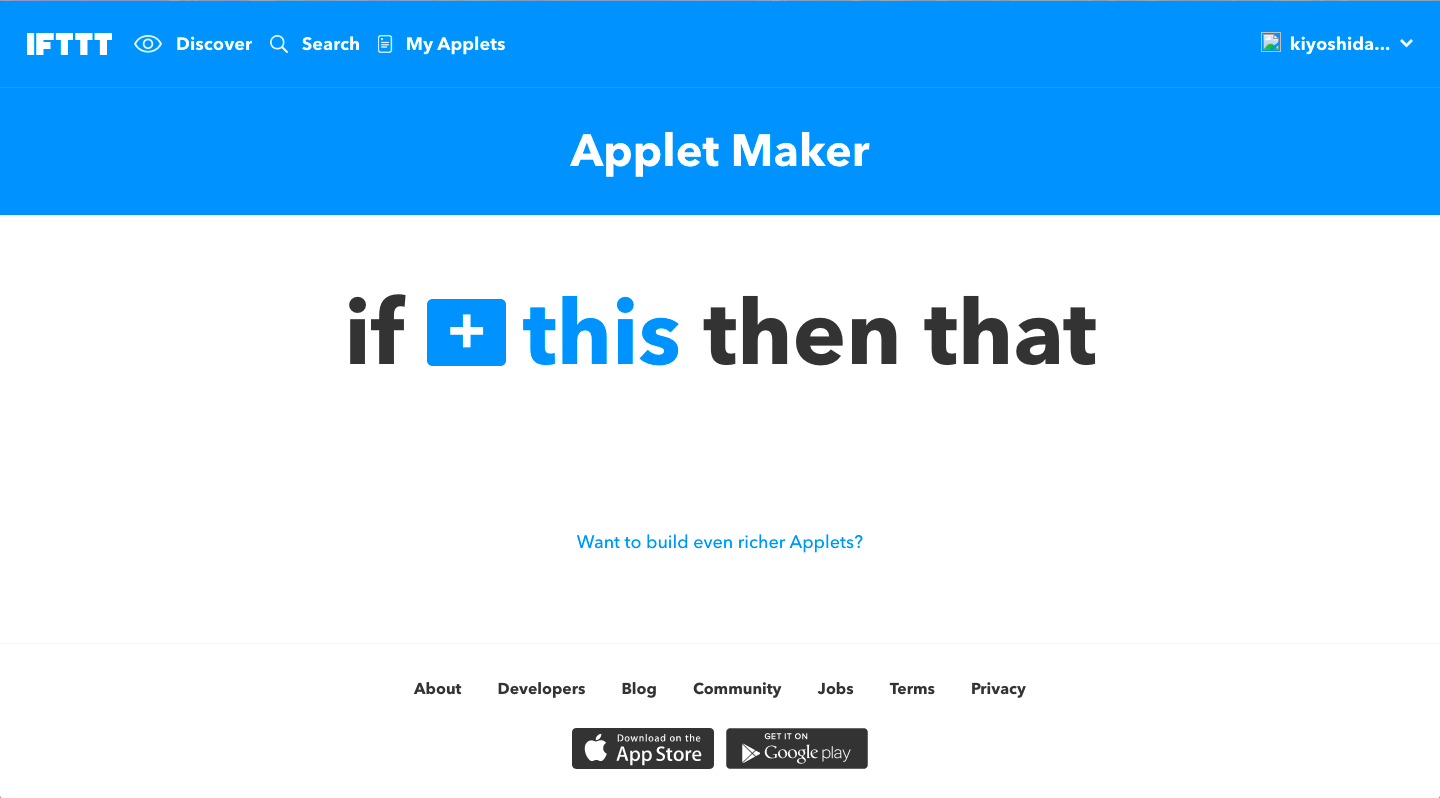 IFTTT Discover Search My Applets kiyoshida...
Applet Maker
if + this then that
Want to build even richer Applets?
About Developers Blog Community Jobs Terms Privacy
Download on the
App Store
GET IT ON
Google play